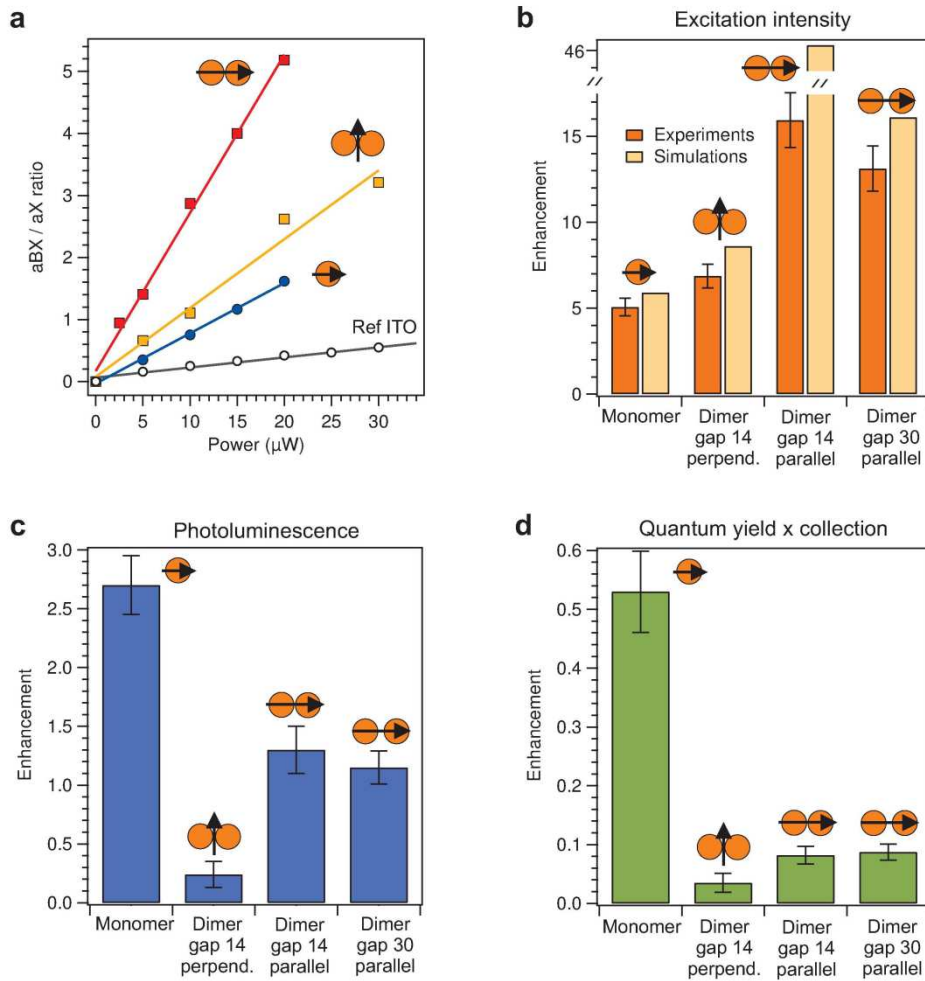 a
5
4
3
2
1
0
aBX / aX ratio
Ref ITO
0
5
10
15
20
25
30
Power (µW)
b
Excitation intensity
46
15
10
5
0
Enhancement
Experiments
Simulations
Monomer
Dimer
gap 14
perpend.
Dimer
gap 14
parallel
Dimer
gap 30
parallel
c
Photoluminescence
3.0
2.5
2.0
1.5
1.0
0.5
0.0
Enhancement
Monomer
Dimer
gap 14
perpend.
Dimer
gap 14
parallel
Dimer
gap 30
parallel
d
Quantum yield x collection
0.6
0.5
0.4
0.3
0.2
0.1
0.0
Enhancement
Monomer
Dimer
gap 14
perpend.
Dimer
gap 14
parallel
Dimer
gap 30
parallel